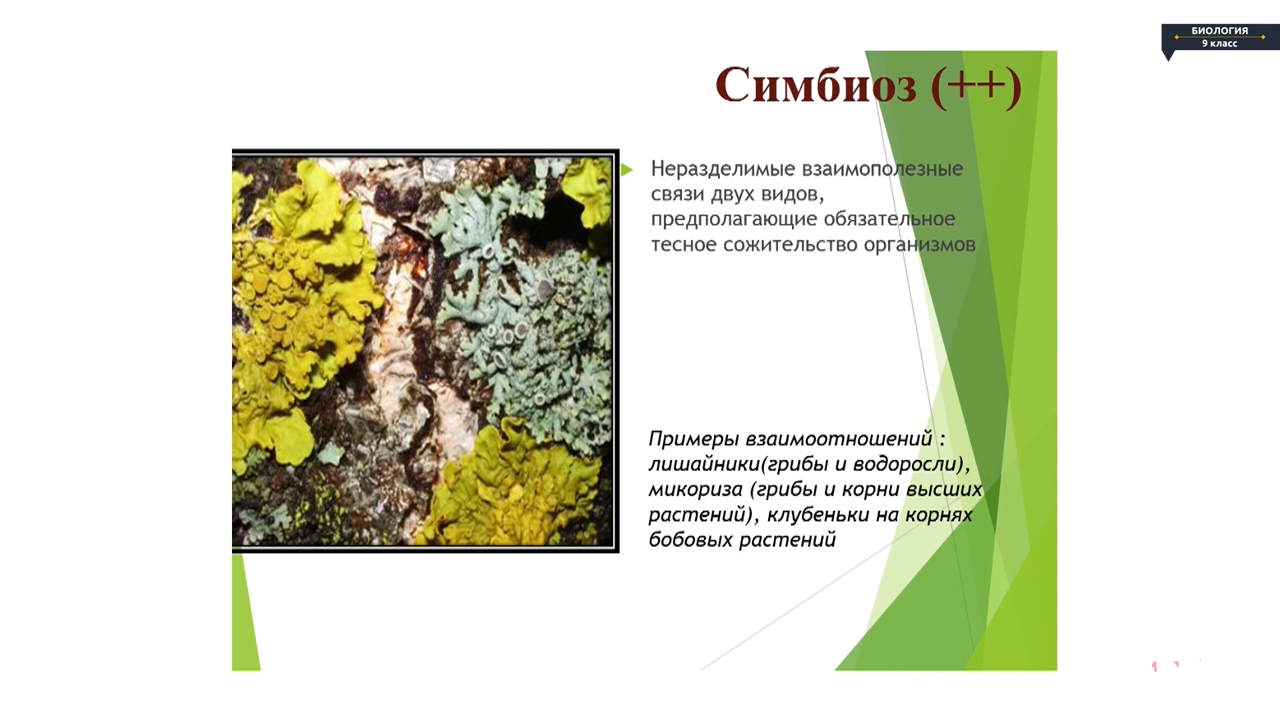 БИОЛОГИЯ
9 класс
Симбиоз (++)
Неразделимые взаимополезные
связи двух видов,
предполагающие обязательное
тесное сожительство организмов
Примеры взаимоотношений :
лишайники(грибы и водоросли),
микориза (грибы и корни высших
растений), клубеньки на корнях
бобовых растений